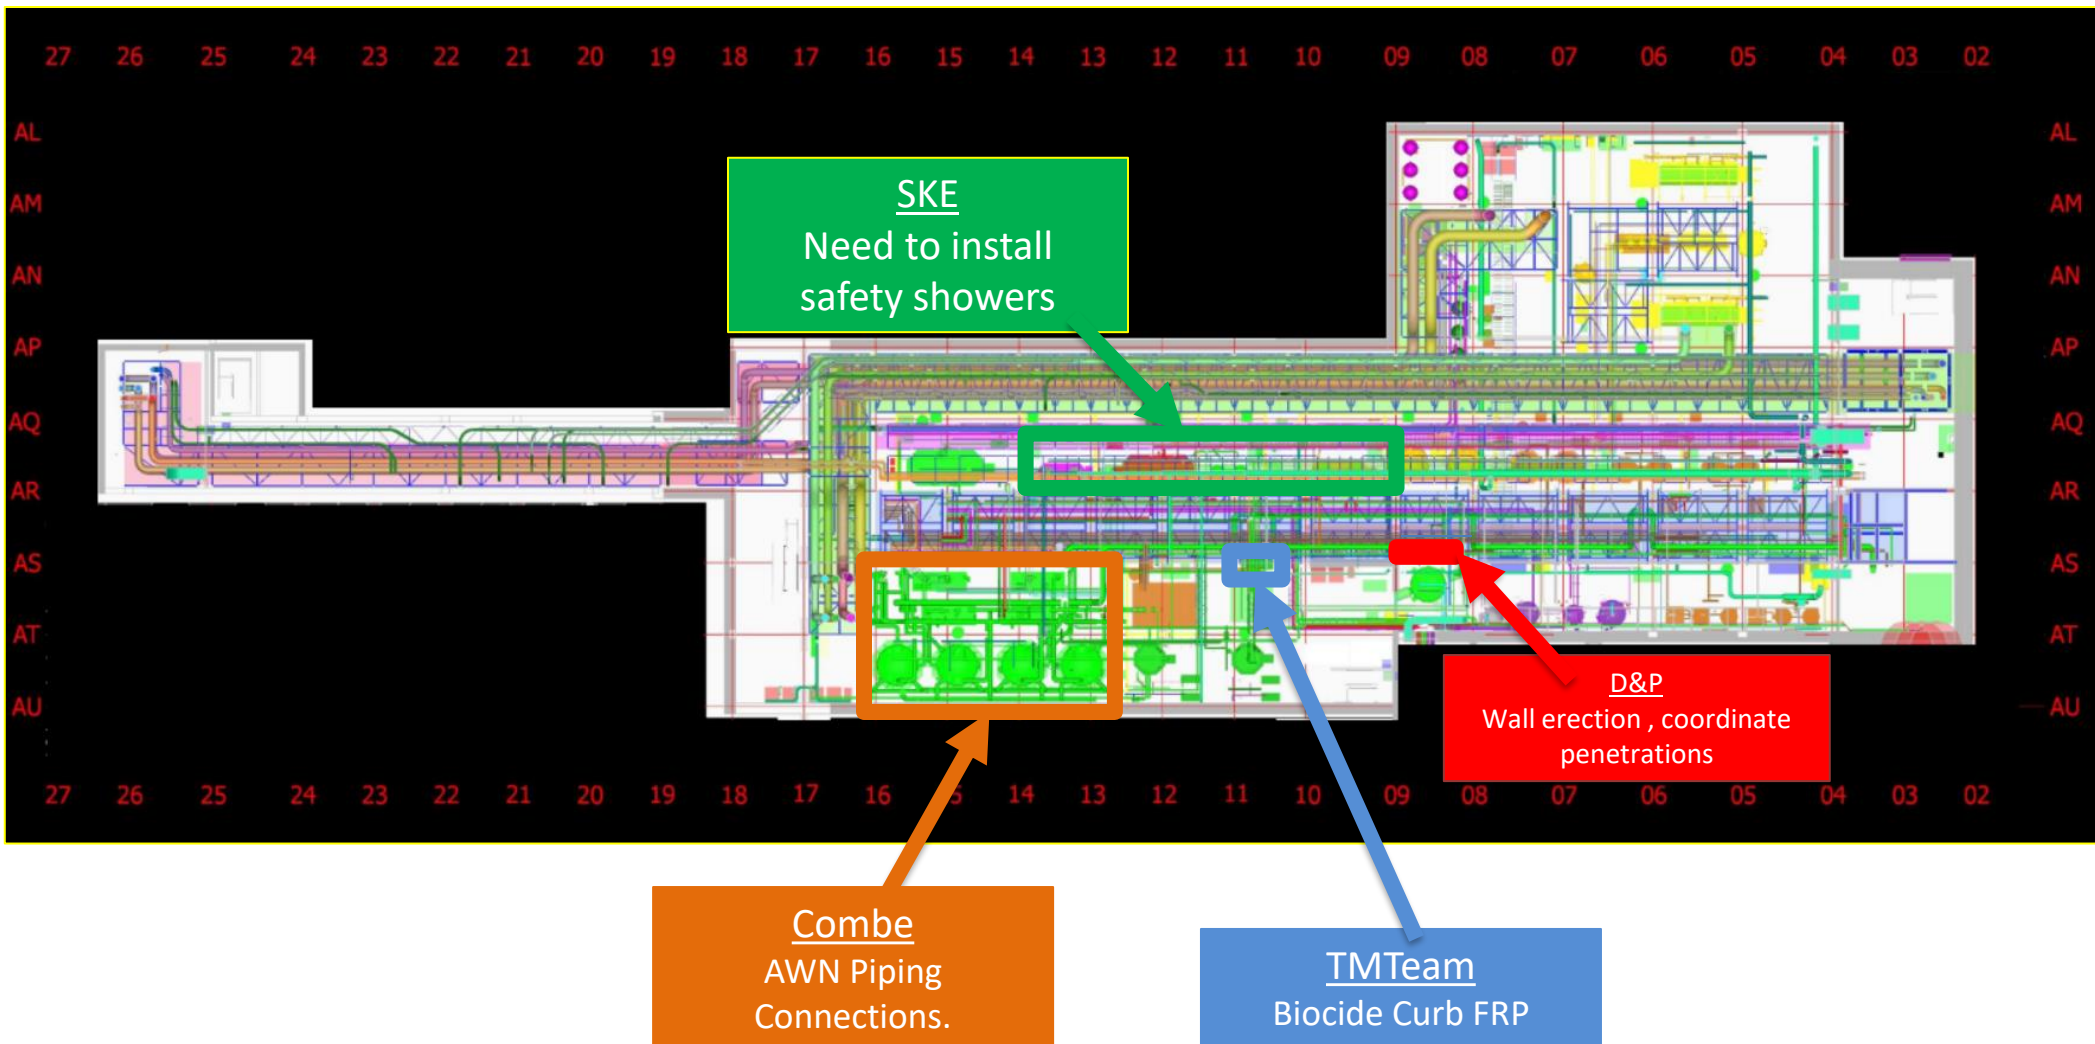 27 26 25 24 23 22 21 20 19 18 17 16 15 14 13 12 11 10 09 08 07 06 05 04 03 02
AL AL
AM AM
SKE
Need to install
safety showers
AN AN
AP AP
AQ AQ
AR AR
AS AS
AT AT
D&P
Wall erection , coordinate
penetrations
AU AU
27 26 25 24 23 22 21 20 19 18 17 16 15 14 13 12 11 10 09 08 07 06 05 04 03 02
Combe
AWN Piping
Connections.
TMTeam
Biocide Curb FRP